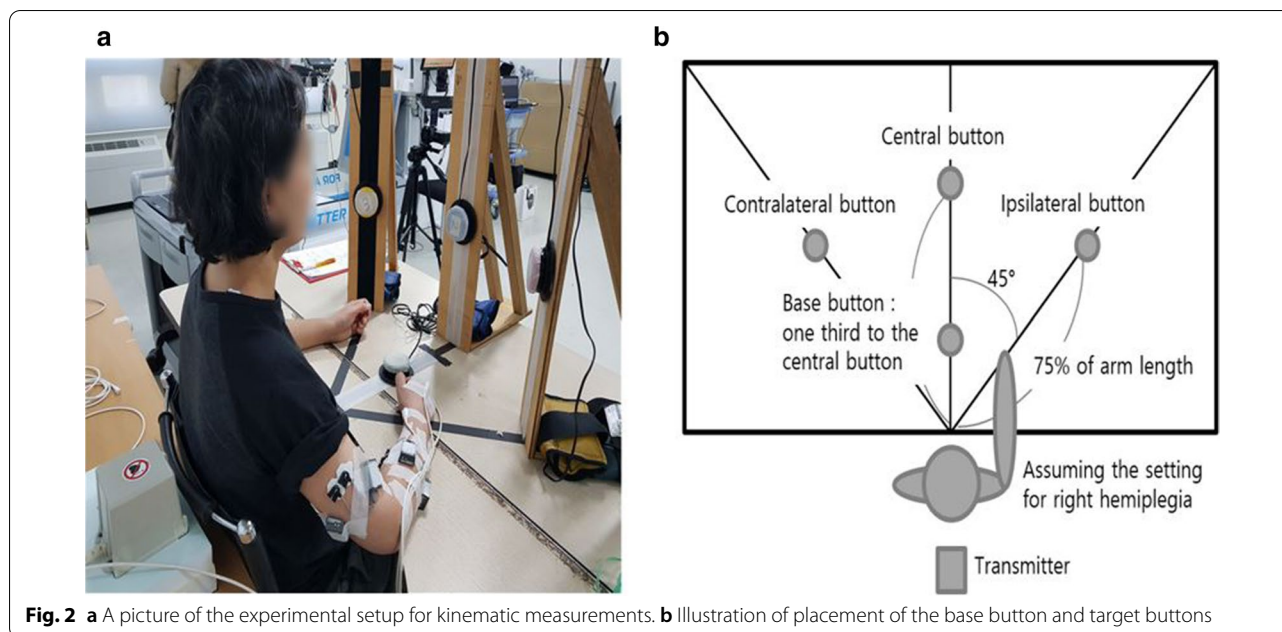 a
b
FOR A
TTER
Central button
Contralateral button
Ipsilateral button
45°
Base button :
one third to the
central button
75% of arm length
Assuming the setting
for right hemiplegia
Transmitter
Fig. 2 a A picture of the experimental setup for kinematic measurements. b Illustration of placement of the base button and target buttons